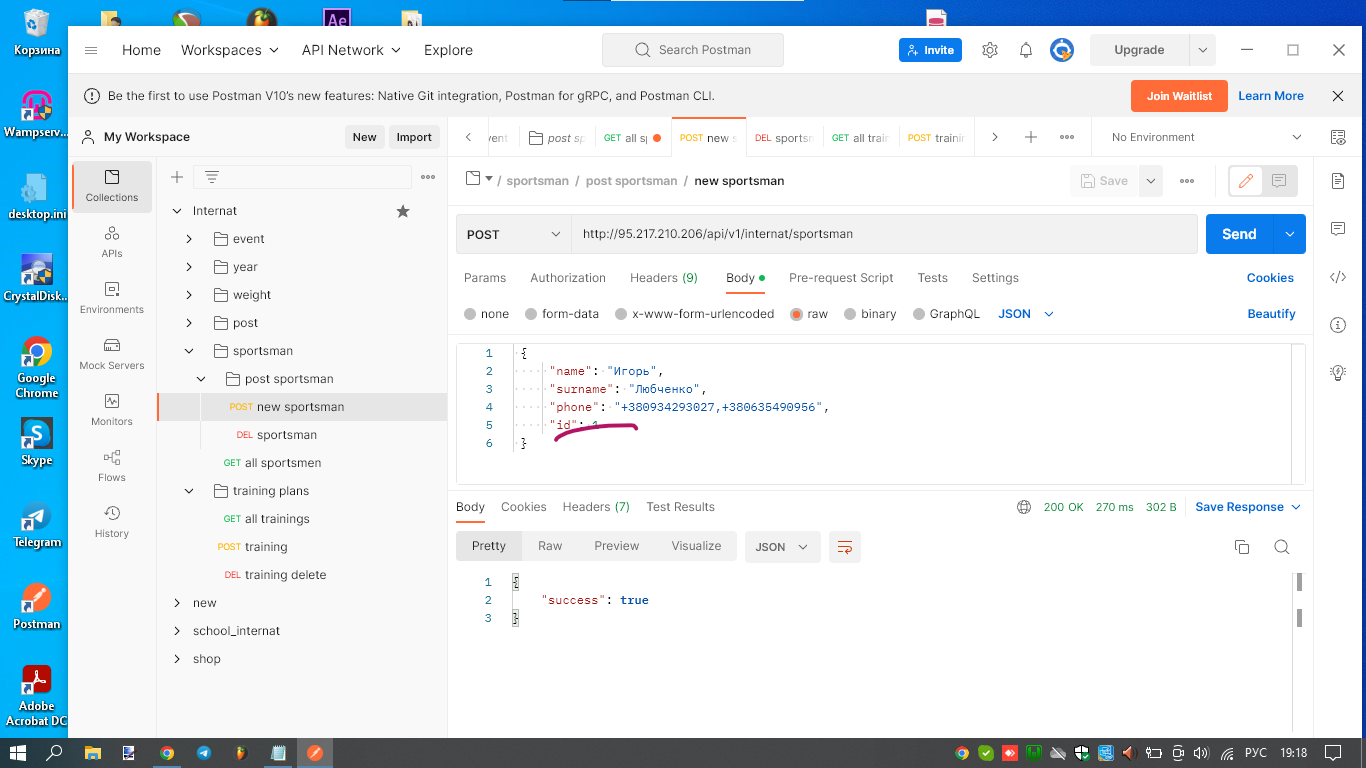 Корзина
Wampserv...
desktop.ini
CrystalDisk...
Google
Chrome
Skype
Telegram
Postman
Adobe
Acrobat DC
Ae
Home Workspaces API Network Explore
Search Postman
Invite
Upgrade
Be the first to use Postman V10's new features: Native Git integration, Postman for gRPC, and Postman CLI.
Join Waitlist Learn More
My Workspace
New Import
post sp GET all sp POST new s DEL sportsn GET all train POST trainin
No Environment
Collections
APIs
Environments
Mock Servers
Monitors
Flows
History
Internat
event
year
weight
post
sportsman
post sportsman
POST new sportsman
DEL sportsman
GET all sportsmen
training plans
GET all trainings
POST training
DEL training delete
new
school_internat
shop
/ sportsman / post sportsman / new sportsman
Save
POST http://95.217.210.206/api/v1/internat/sportsman
Send
Params Authorization Headers (9) Body Pre-request Script Tests Settings
Cookies
none form-data x-www-form-urlencoded raw binary GraphQL JSON
Beautify
1 {
2 "name": "Игорь",
3 "surname": "Любченко",
4 "phone": "+380934293027,+380635490956",
5 "id": 1
6 }
Body Cookies Headers (7) Test Results
200 OK 270 ms 302 B Save Response
Pretty Raw Preview Visualize JSON
1 {
2 "success": true
3 }
РУС 19:18